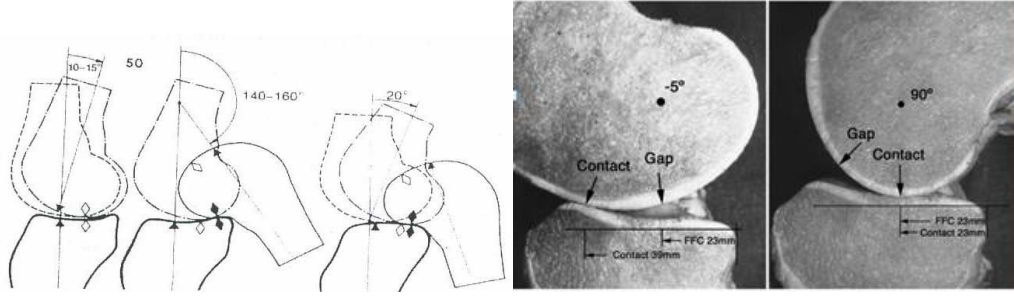 10-15°
50
140-160°
20°
-5°
Contact
Gap
FFC 23mm
Contact 39mm
90°
Gap
Contact
FFC 23mm
Contact 23mm